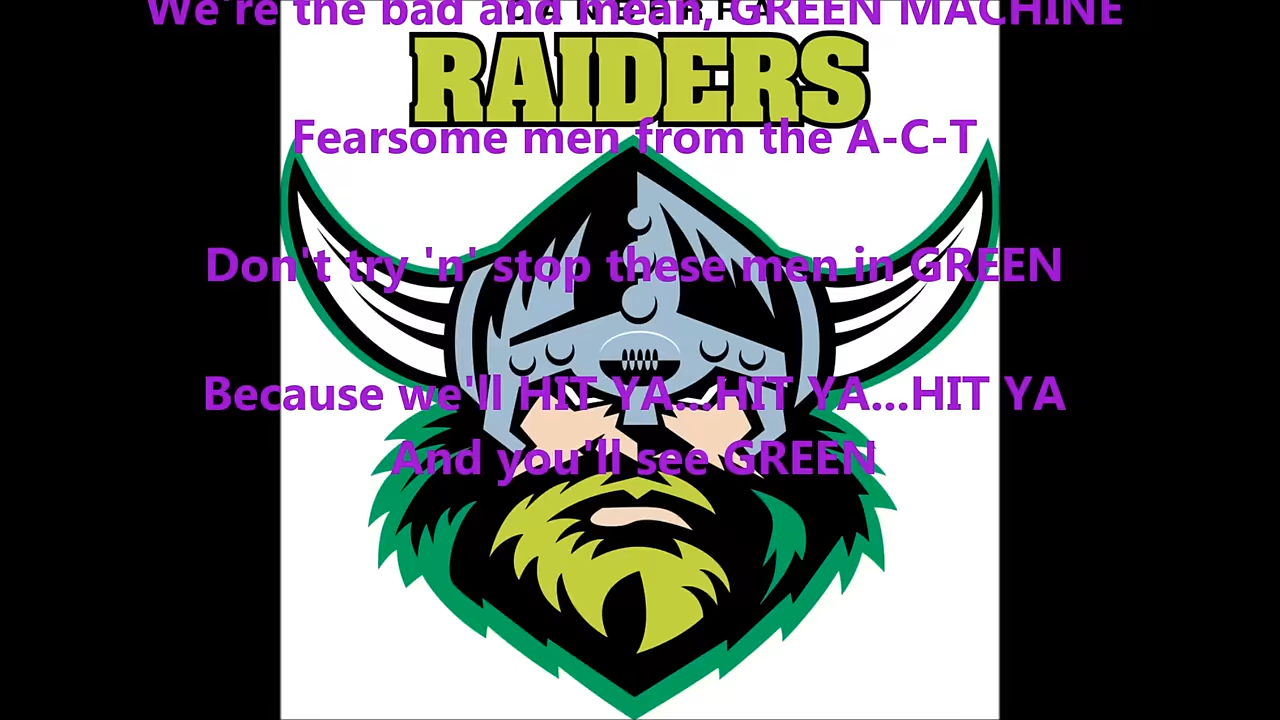 We're the bad and mean, GREEN MACHINE
CANBERRA
RAIDERS
Fearsome men from the A-C-T
Don't try 'n' stop these men in GREEN
Because we'll HIT YA...HIT YA...HIT YA
And you'll see GREEN